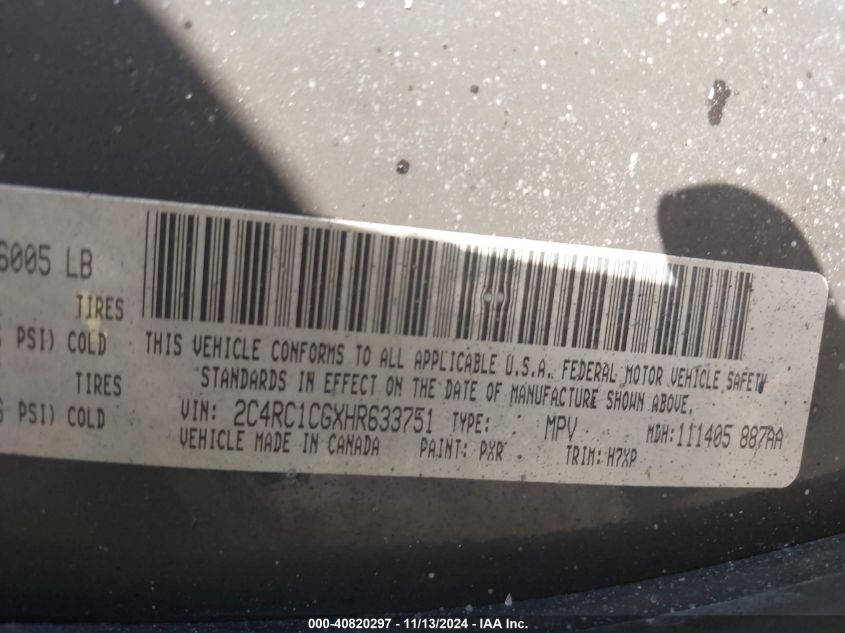 6005 LB
TIRES
PSI) COLD
TIRES
PSI) COLD
THIS VEHICLE CONFORMS TO ALL APPLICABLE U.S.A. FEDERAL MOTOR VEHICLE SAFETY
STANDARDS IN EFFECT ON THE DATE OF MANUFACTURE SHOWN ABOVE.
VIN: 2C4RC1CGXHR633751 TYPE: MPV MDH:111405 887AA
VEHICLE MADE IN CANADA PAINT: PXR TRIM: H7XP
000-40820297 - 11/13/2024 - IAA Inc.